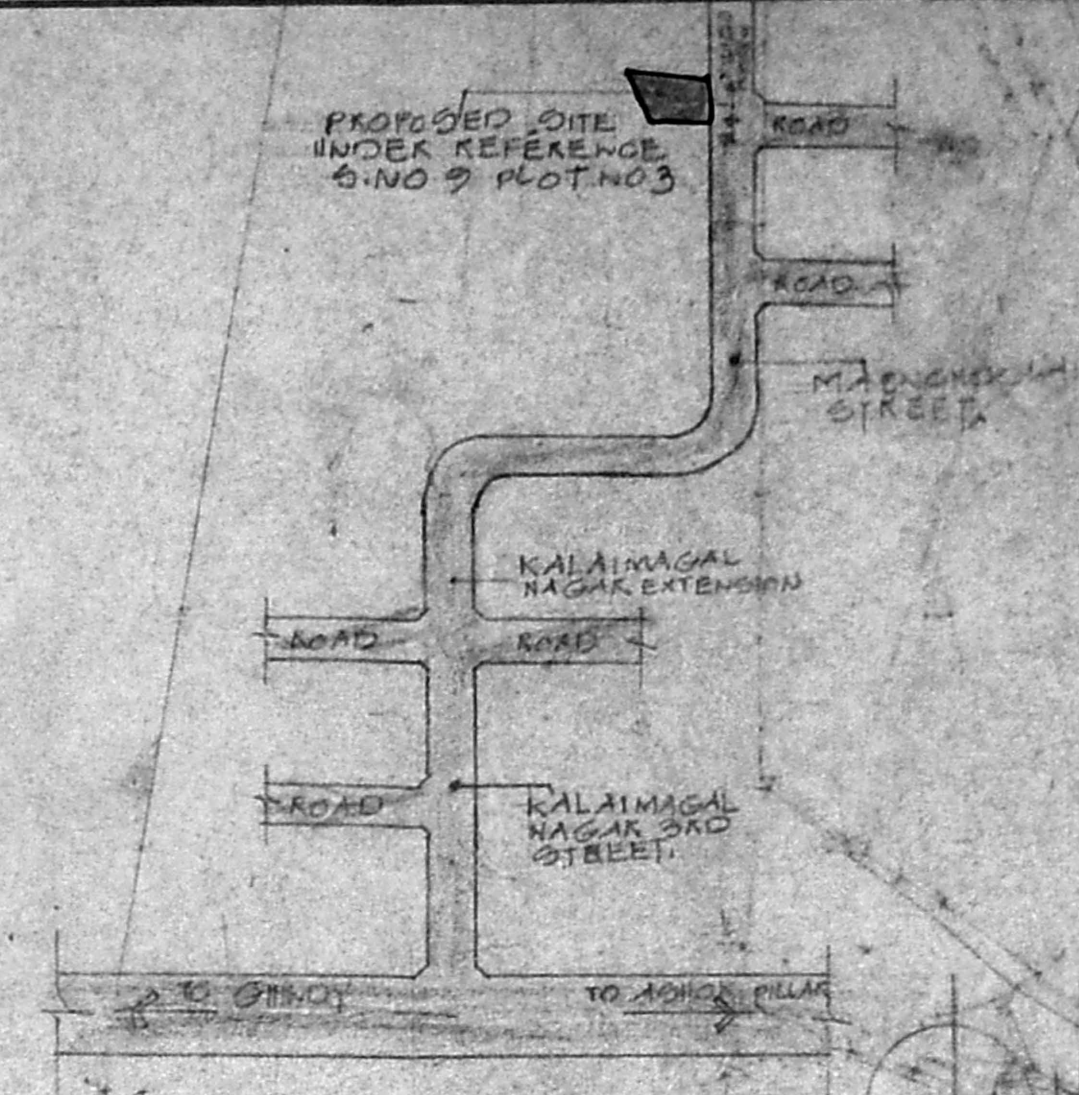 PROPOSED SITE
UNDER REFERENCE
S.NO 9 PLOT.NO 3
ROAD
ROAD
STREET.
KALAIMAGAL
NAGAR EXTENSION
ROAD
ROAD
ROAD
KALAIMAGAL
NAGAR 3RD
STREET.
TO GUINDY
TO ASHOK PILLAR